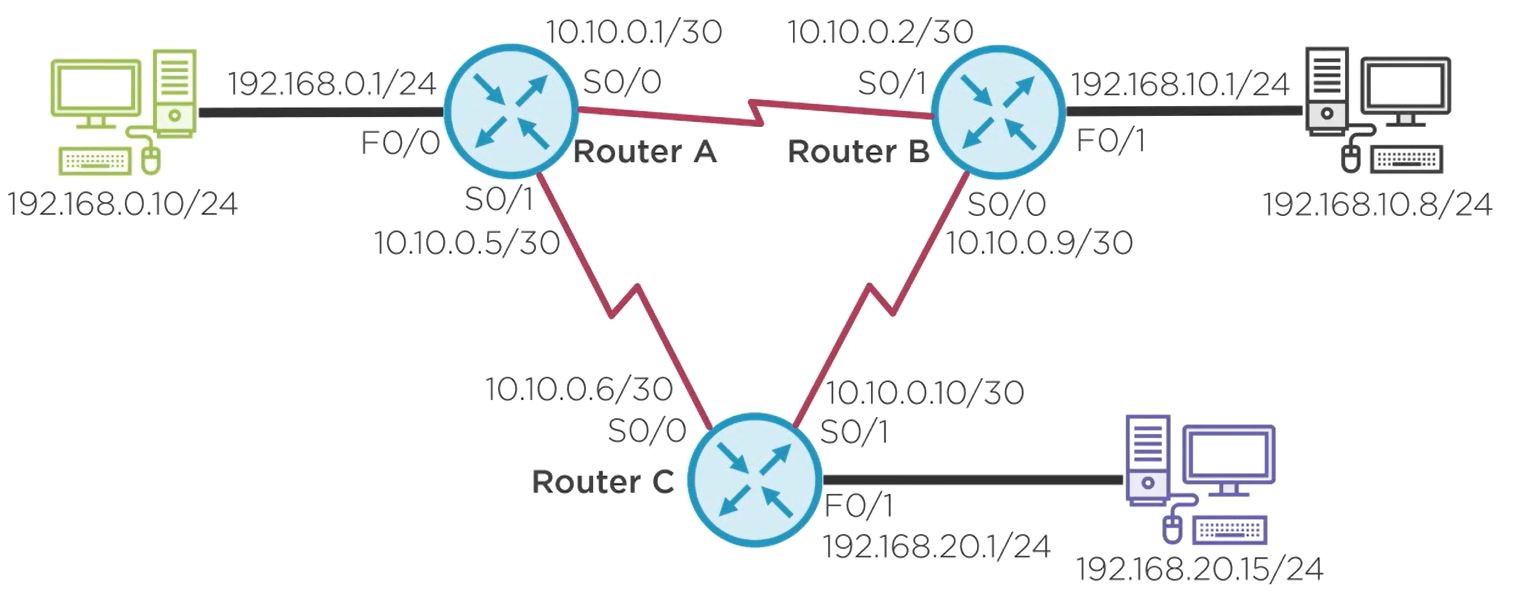 10.10.0.1/30
10.10.0.2/30
192.168.0.1/24
S0/0
S0/1
192.168.10.1/24
F0/0
Router A
Router B
F0/1
192.168.0.10/24
S0/1
S0/0
192.168.10.8/24
10.10.0.5/30
10.10.0.9/30
10.10.0.6/30
10.10.0.10/30
S0/0
S0/1
Router C
F0/1
192.168.20.1/24
192.168.20.15/24